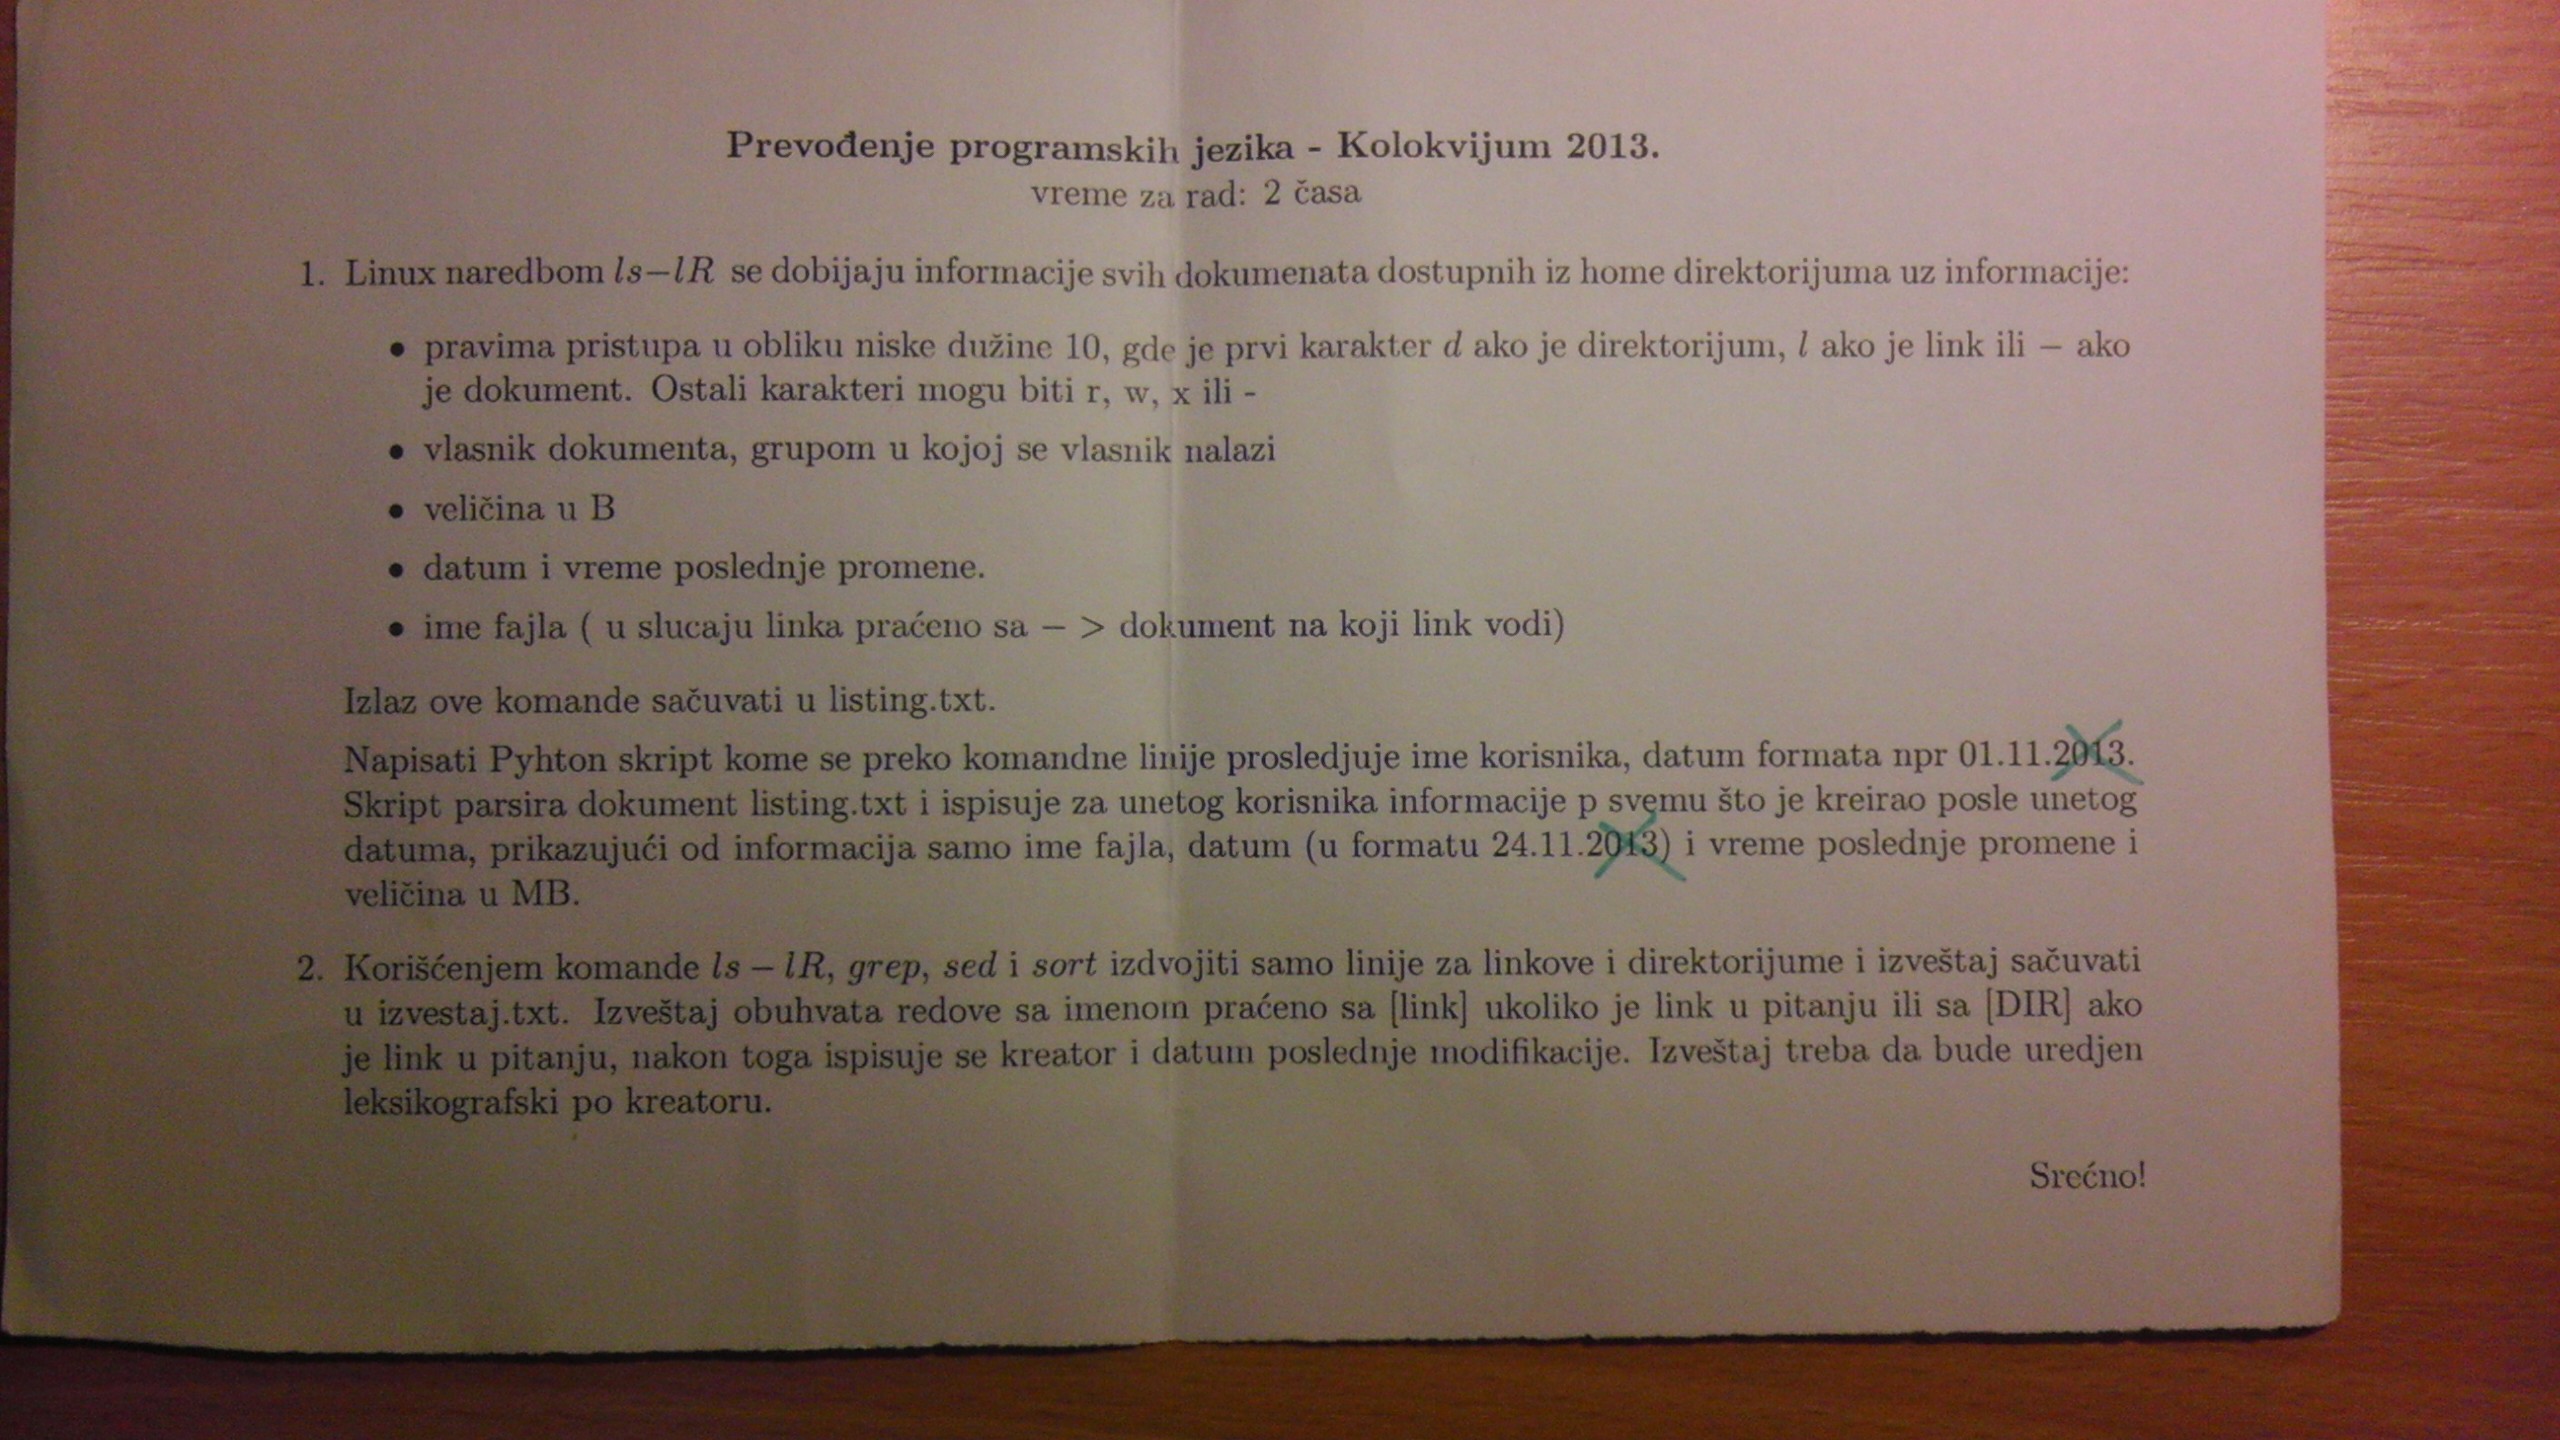 Prevođenje programskih jezika - Kolokvijum 2013.
vreme za rad: 2 časa
1. Linux naredbom ls−lR se dobijaju informacije svih dokumenata dostupnih iz home direktorijuma uz informacije:
• pravima pristupa u obliku niske dužine 10, gde je prvi karakter d ako je direktorijum, l ako je link ili − ako
je dokument. Ostali karakteri mogu biti r, w, x ili -
• vlasnik dokumenta, grupom u kojoj se vlasnik nalazi
• veličina u B
• datum i vreme poslednje promene.
• ime fajla ( u slucaju linka praćeno sa − > dokument na koji link vodi)
Izlaz ove komande sačuvati u listing.txt.
Napisati Pyhton skript kome se preko komandne linije prosledjuje ime korisnika, datum formata npr 01.11.2013.
Skript parsira dokument listing.txt i ispisuje za unetog korisnika informacije p svemu što je kreirao posle unetog
datuma, prikazujući od informacija samo ime fajla, datum (u formatu 24.11.2013) i vreme poslednje promene i
veličina u MB.
2. Korišćenjem komande ls − lR, grep, sed i sort izdvojiti samo linije za linkove i direktorijume i izveštaj sačuvati
u izvestaj.txt. Izveštaj obuhvata redove sa imenom praćeno sa [link] ukoliko je link u pitanju ili sa [DIR] ako
je link u pitanju, nakon toga ispisuje se kreator i datum poslednje modifikacije. Izveštaj treba da bude uredjen
leksikografski po kreatoru.
Srećno!